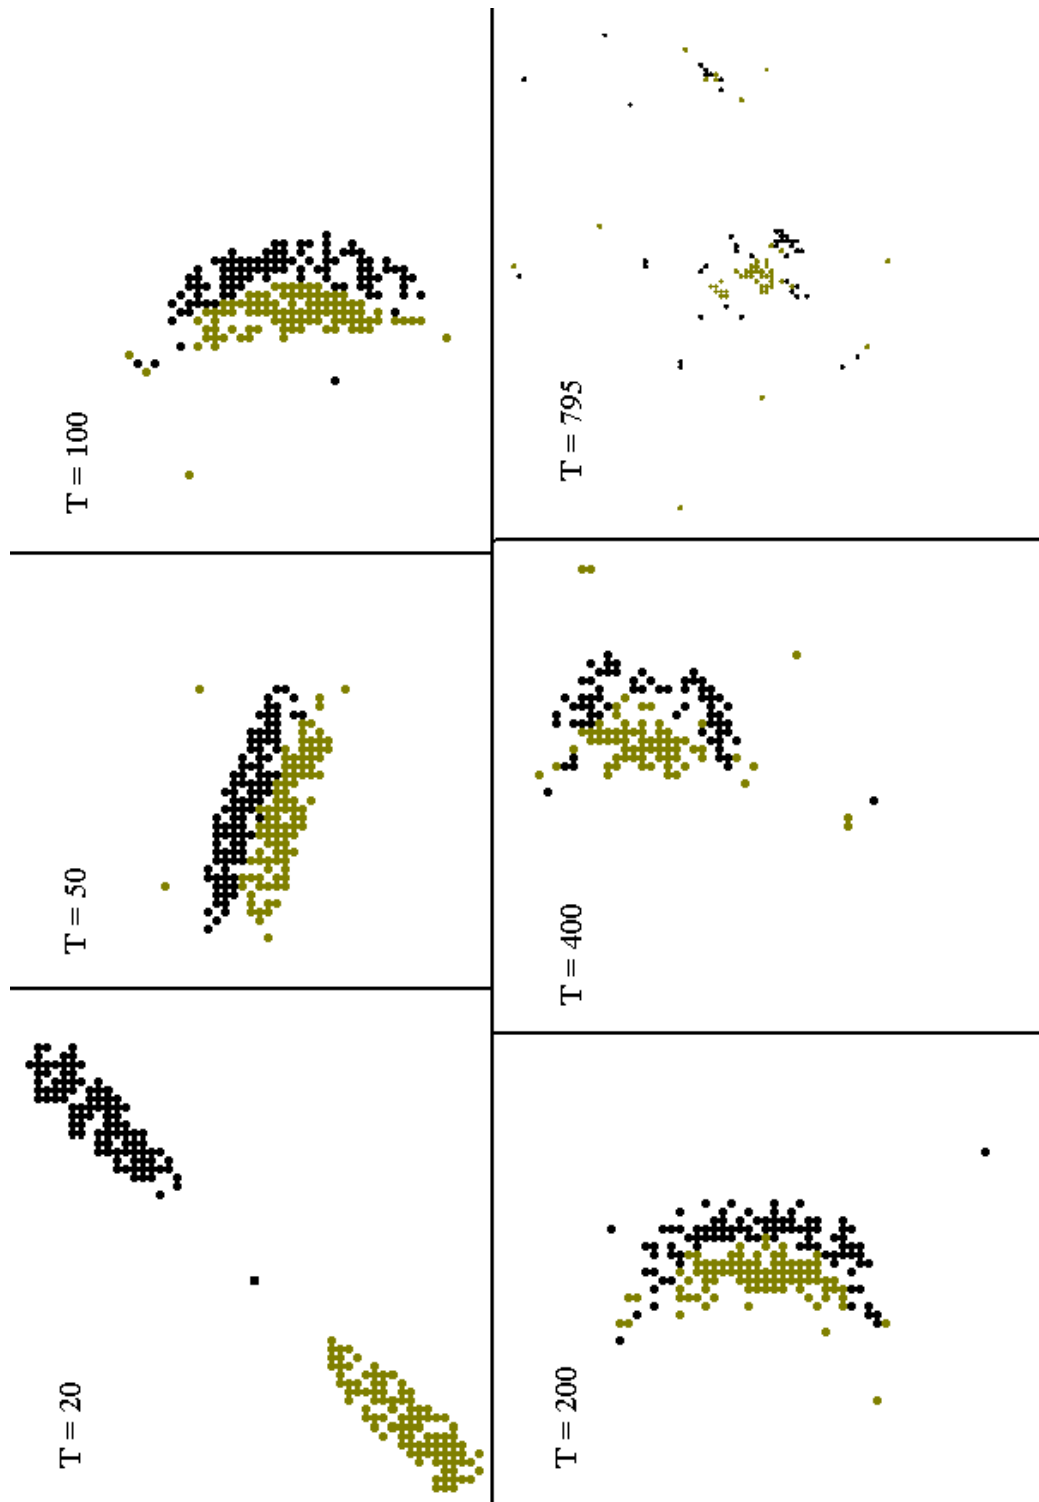 T = 20
T = 50
T = 100
T = 200
T = 400
T = 795